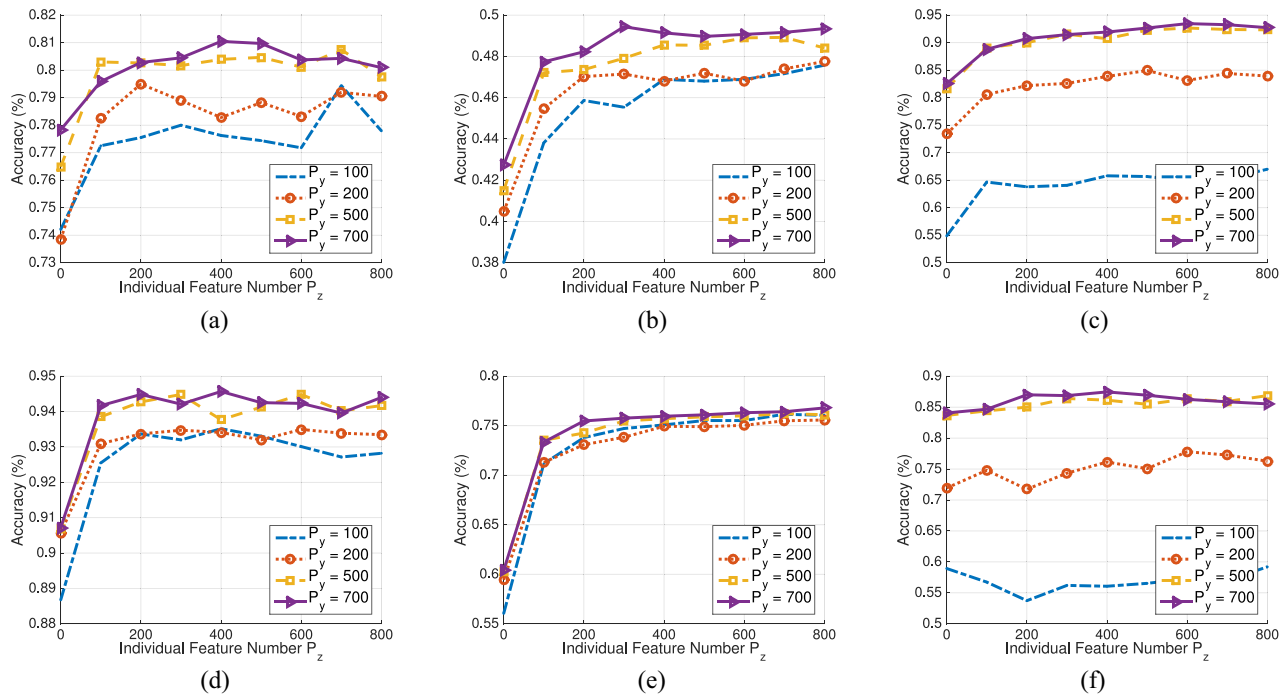 0.82
0.81
0.8
0.79
0.78
0.77
0.76
0.75
0.74
0.73
Accuracy (%)
0 200 400 600 800
Individual Feature Number P_z
P_y = 100
P_y = 200
P_y = 500
P_y = 700
(a)
0.5
0.48
0.46
0.44
0.42
0.4
0.38
Accuracy (%)
0 200 400 600 800
Individual Feature Number P_z
P_y = 100
P_y = 200
P_y = 500
P_y = 700
(b)
0.95
0.9
0.85
0.8
0.75
0.7
0.65
0.6
0.55
0.5
Accuracy (%)
0 200 400 600 800
Individual Feature Number P_z
P_y = 100
P_y = 200
P_y = 500
P_y = 700
(c)
0.95
0.94
0.93
0.92
0.91
0.9
0.89
0.88
Accuracy (%)
0 200 400 600 800
Individual Feature Number P_z
P_y = 100
P_y = 200
P_y = 500
P_y = 700
(d)
0.8
0.75
0.7
0.65
0.6
0.55
Accuracy (%)
0 200 400 600 800
Individual Feature Number P_z
P_y = 100
P_y = 200
P_y = 500
P_y = 700
(e)
0.9
0.85
0.8
0.75
0.7
0.65
0.6
0.55
0.5
Accuracy (%)
0 200 400 600 800
Individual Feature Number P_z
P_y = 100
P_y = 200
P_y = 500
P_y = 700
(f)